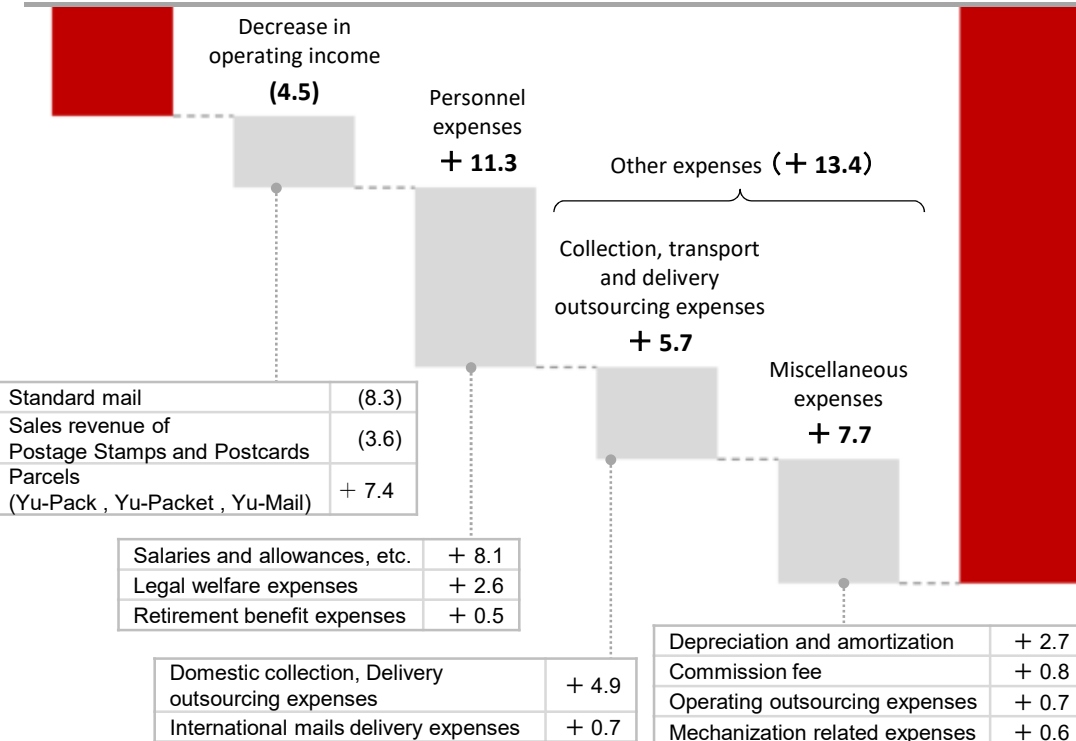 Decrease in
operating income
(4.5)
Personnel
expenses
+ 11.3
Other expenses (+ 13.4)
Collection, transport
and delivery
outsourcing expenses
+ 5.7
Miscellaneous
expenses
+ 7.7
Standard mail (8.3)
Sales revenue of
Postage Stamps and Postcards (3.6)
Parcels
(Yu-Pack , Yu-Packet , Yu-Mail) + 7.4
Salaries and allowances, etc. + 8.1
Legal welfare expenses + 2.6
Retirement benefit expenses + 0.5
Domestic collection, Delivery
outsourcing expenses + 4.9
International mails delivery expenses + 0.7
Depreciation and amortization + 2.7
Commission fee + 0.8
Operating outsourcing expenses + 0.7
Mechanization related expenses + 0.6